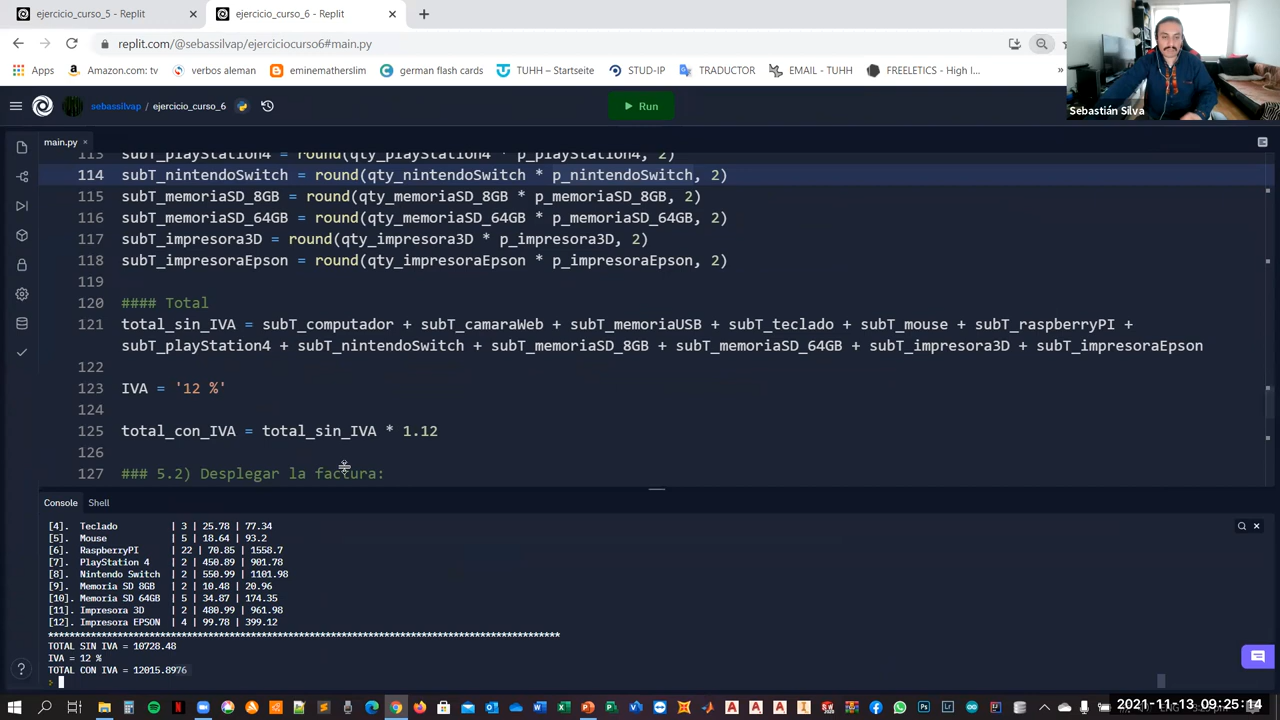 ejercicio_curso_5 - Replit
ejercicio_curso_6 - Replit
replit.com/@sebassilvap/ejerciciocurso6#main.py
Apps
Amazon.com: tv
verbos aleman
eminematherslim
german flash cards
TUHH – Startseite
STUD-IP
TRADUCTOR
EMAIL - TUHH
FREELETICS - High I...
Sebastián Silva
sebassilvap / ejercicio_curso_6
Run
main.py
113 subT_playStation4 = round(qty_playStation4 * p_playStation4, 2)
114 subT_nintendoSwitch = round(qty_nintendoSwitch * p_nintendoSwitch, 2)
115 subT_memoriaSD_8GB = round(qty_memoriaSD_8GB * p_memoriaSD_8GB, 2)
116 subT_memoriaSD_64GB = round(qty_memoriaSD_64GB * p_memoriaSD_64GB, 2)
117 subT_impresora3D = round(qty_impresora3D * p_impresora3D, 2)
118 subT_impresoraEpson = round(qty_impresoraEpson * p_impresoraEpson, 2)
119
120 #### Total
121 total_sin_IVA = subT_computador + subT_camaraWeb + subT_memoriaUSB + subT_teclado + subT_mouse + subT_raspberryPI +
subT_playStation4 + subT_nintendoSwitch + subT_memoriaSD_8GB + subT_memoriaSD_64GB + subT_impresora3D + subT_impresoraEpson
122
123 IVA = '12 %'
124
125 total_con_IVA = total_sin_IVA * 1.12
126
127 ### 5.2) Desplegar la factura:
Console
Shell
[4]. Teclado | 3 | 25.78 | 77.34
[5]. Mouse | 5 | 18.64 | 93.2
[6]. RaspberryPI | 22 | 70.85 | 1558.7
[7]. PlayStation 4 | 2 | 450.89 | 901.78
[8]. Nintendo Switch | 2 | 550.99 | 1101.98
[9]. Memoria SD 8GB | 2 | 10.48 | 20.96
[10]. Memoria SD 64GB | 5 | 34.87 | 174.35
[11]. Impresora 3D | 2 | 480.99 | 961.98
[12]. Impresora EPSON | 4 | 99.78 | 399.12
TOTAL SIN IVA = 10728.48
IVA = 12 %
TOTAL CON IVA = 12015.8976
2021-11-13 09:25:14